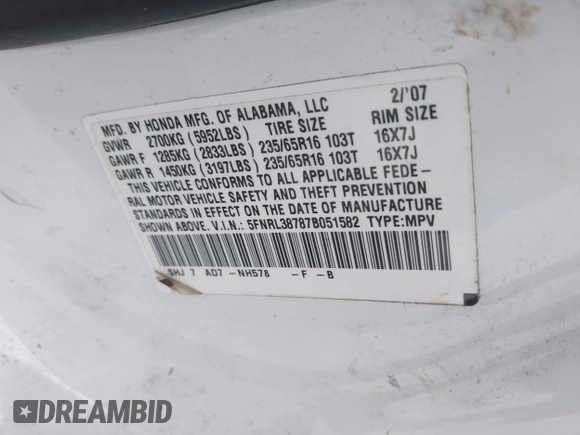 MFD. BY HONDA MFG. OF ALABAMA, LLC 2/'07
GVWR 2700KG (5952LBS) TIRE SIZE RIM SIZE
GAWR F 1285KG (2833LBS) 235/65R16 103T 16X7J
GAWR R 1450KG (3197LBS) 235/65R16 103T 16X7J
THIS VEHICLE CONFORMS TO ALL APPLICABLE FEDE-
RAL MOTOR VEHICLE SAFETY AND THEFT PREVENTION
STANDARDS IN EFFECT ON THE DATE OF MANUFACTURE
SHOWN ABOVE. V.I.N.: 5FNRL38787B051582 TYPE:MPV
SHJ 7 AD7-NH578 -F -B
DREAMBID